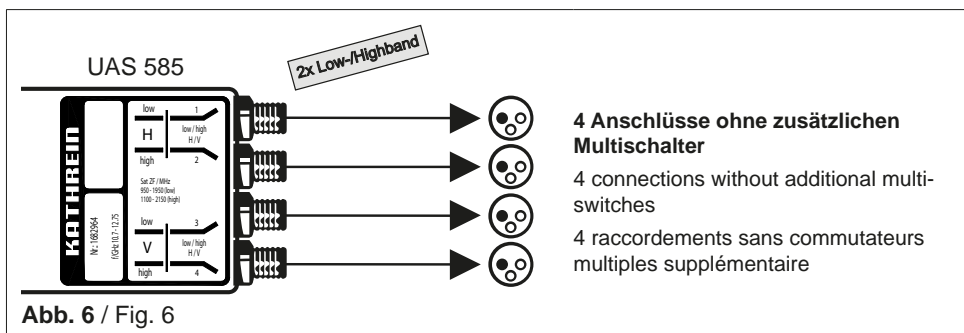 UAS 585
2x Low-/Highband
KATHREIN
Nr.: 1682964
f/GHz 10.7 - 12.75
low 1
H
low / high
H / V
high 2
Sat ZF / MHz
950 - 1950 (low)
1100 - 2150 (high)
low 3
V
low / high
H / V
high 4
4 Anschlüsse ohne zusätzlichen
Multischalter
4 connections without additional multi-
switches
4 raccordements sans commutateurs
multiples supplémentaire
Abb. 6 / Fig. 6